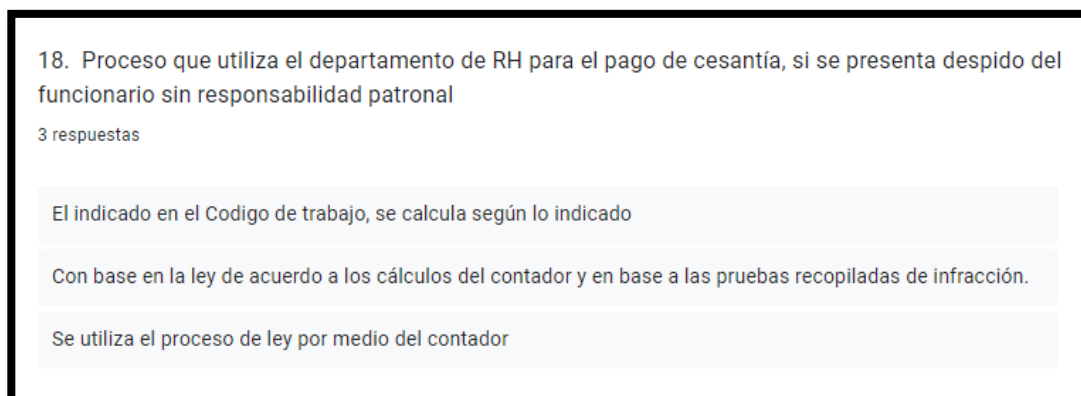 18. Proceso que utiliza el departamento de RH para el pago de cesantía, si se presenta despido del
funcionario sin responsabilidad patronal
3 respuestas
El indicado en el Codigo de trabajo, se calcula según lo indicado
Con base en la ley de acuerdo a los cálculos del contador y en base a las pruebas recopiladas de infracción.
Se utiliza el proceso de ley por medio del contador